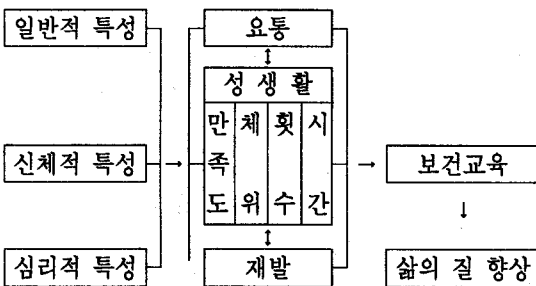 일반적 특성
신체적 특성
심리적 특성
요통
성 생 활
만족도
체위
횟수
시간
재발
보건교육
삶의 질 향상